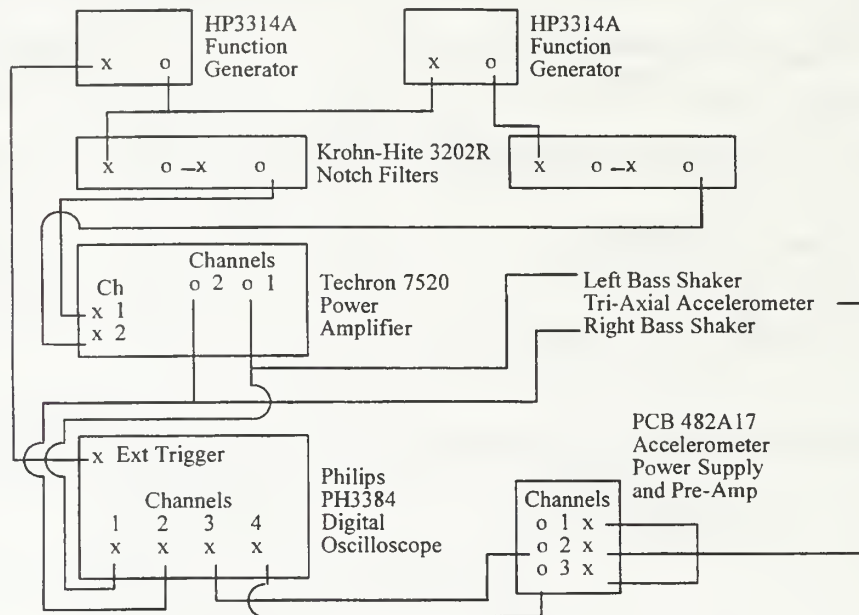 HP3314A
Function
Generator
x o
HP3314A
Function
Generator
x o
x o x o
Krohn-Hite 3202R
Notch Filters
x o x o
Channels
o 2 o 1
Ch
x 1
x 2
Techron 7520
Power
Amplifier
Left Bass Shaker
Tri-Axial Accelerometer
Right Bass Shaker
x Ext Trigger
Channels
1 2 3 4
x x x x
Philips
PH3384
Digital
Oscilloscope
PCB 482A17
Accelerometer
Power Supply
and Pre-Amp
Channels
o 1 x
o 2 x
o 3 x